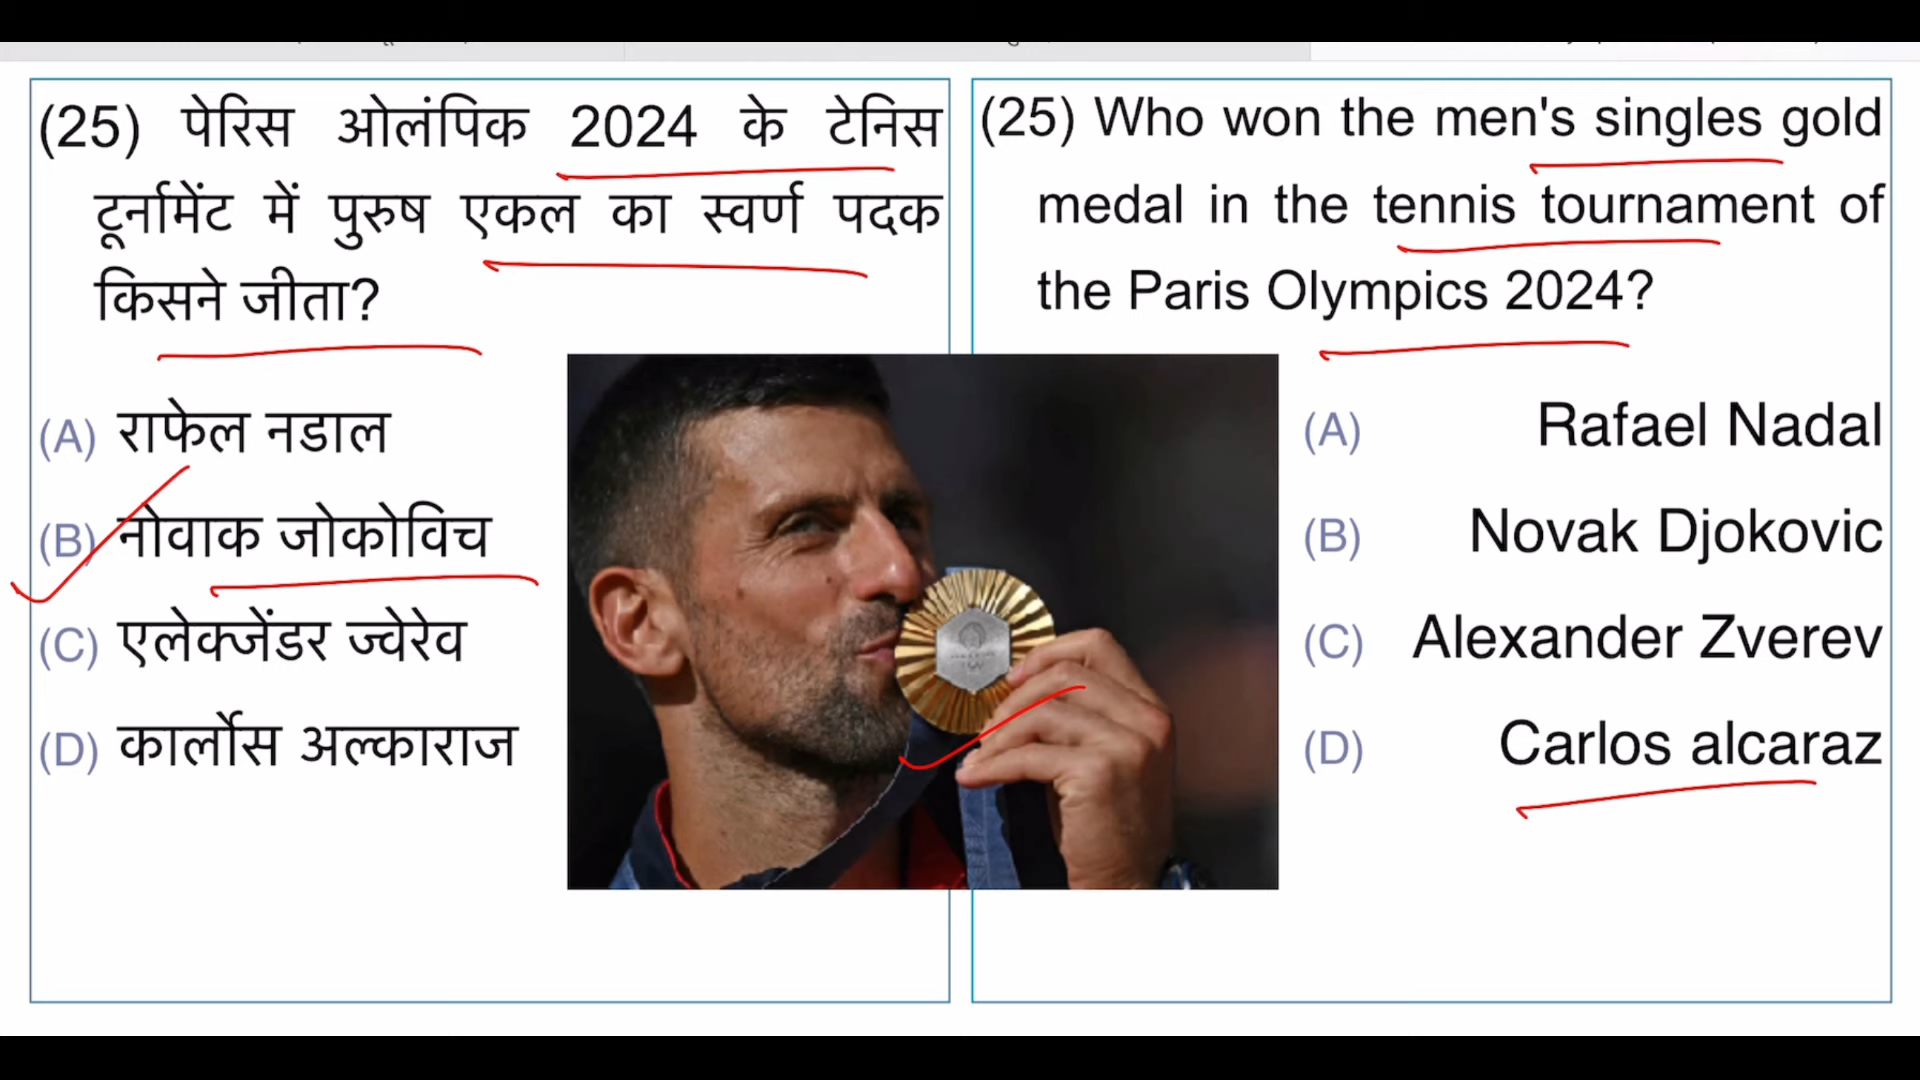 (25) पेरिस ओलंपिक 2024 के टेनिस
टूर्नामेंट में पुरुष एकल का स्वर्ण पदक
किसने जीता?
(A) राफेल नडाल
(B) नोवाक जोकोविच
(C) एलेक्जेंडर ज्वेरेव
(D) कार्लोस अल्काराज
(25) Who won the men's singles gold
medal in the tennis tournament of
the Paris Olympics 2024?
(A) Rafael Nadal
(B) Novak Djokovic
(C) Alexander Zverev
(D) Carlos alcaraz